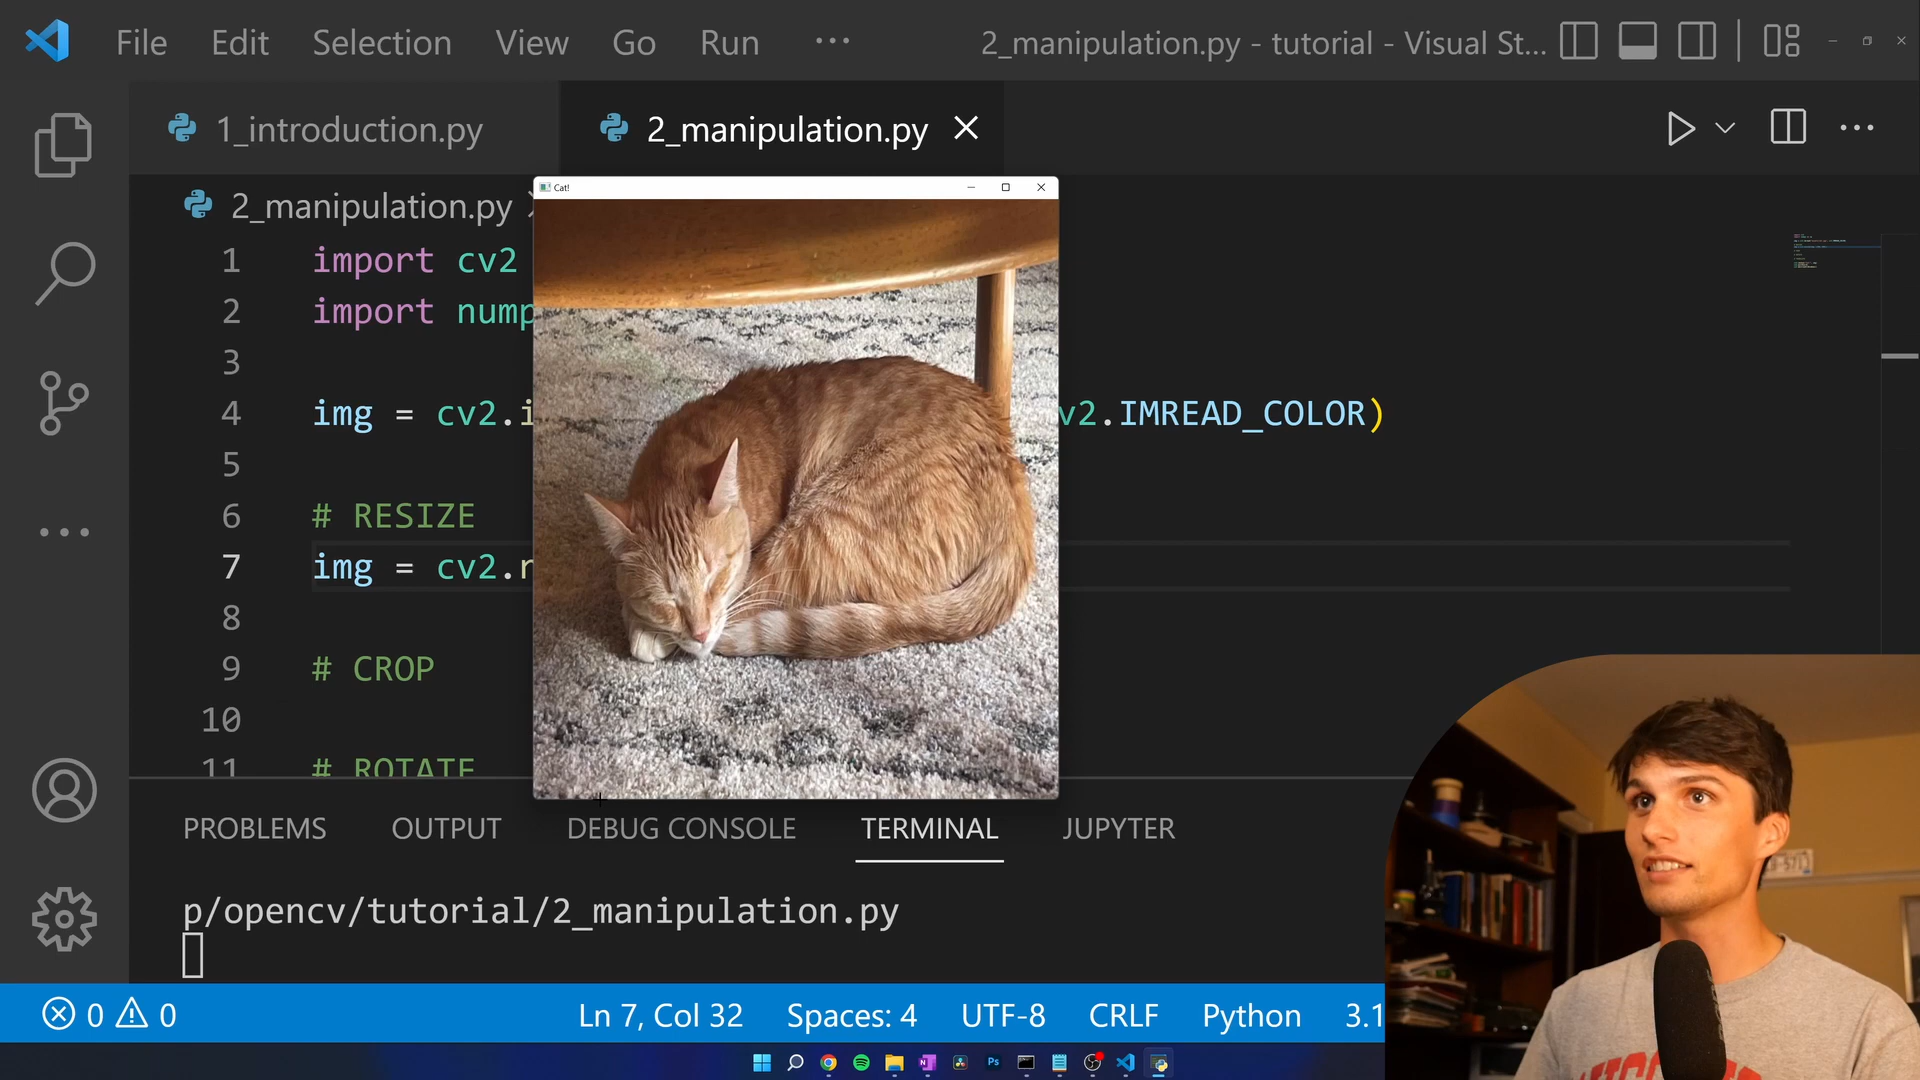 File Edit Selection View Go Run ··· 2_manipulation.py - tutorial - Visual St...
1_introduction.py 2_manipulation.py
2_manipulation.py
Cat!
1 import cv2
2 import nump
3
4 img = cv2.i v2.IMREAD_COLOR)
5
6 # RESIZE
7 img = cv2.r
8
9 # CROP
10
11 # ROTATE
PROBLEMS OUTPUT DEBUG CONSOLE TERMINAL JUPYTER
p/opencv/tutorial/2_manipulation.py
0 0 Ln 7, Col 32 Spaces: 4 UTF-8 CRLF Python 3.1
Ps